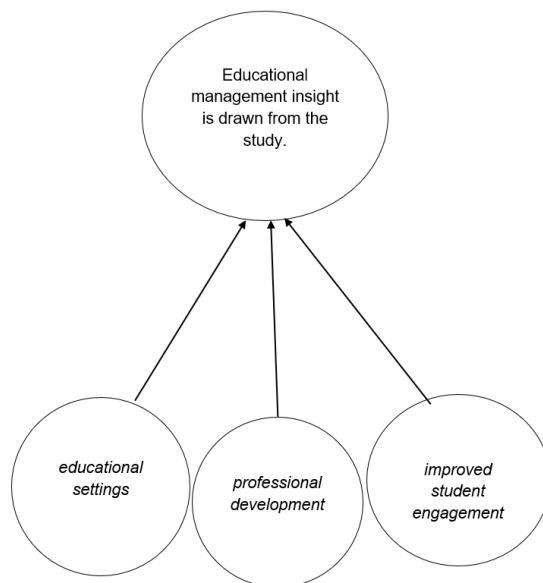 Educational
management insight
is drawn from the
study.
educational
settings
professional
development
improved
student
engagement